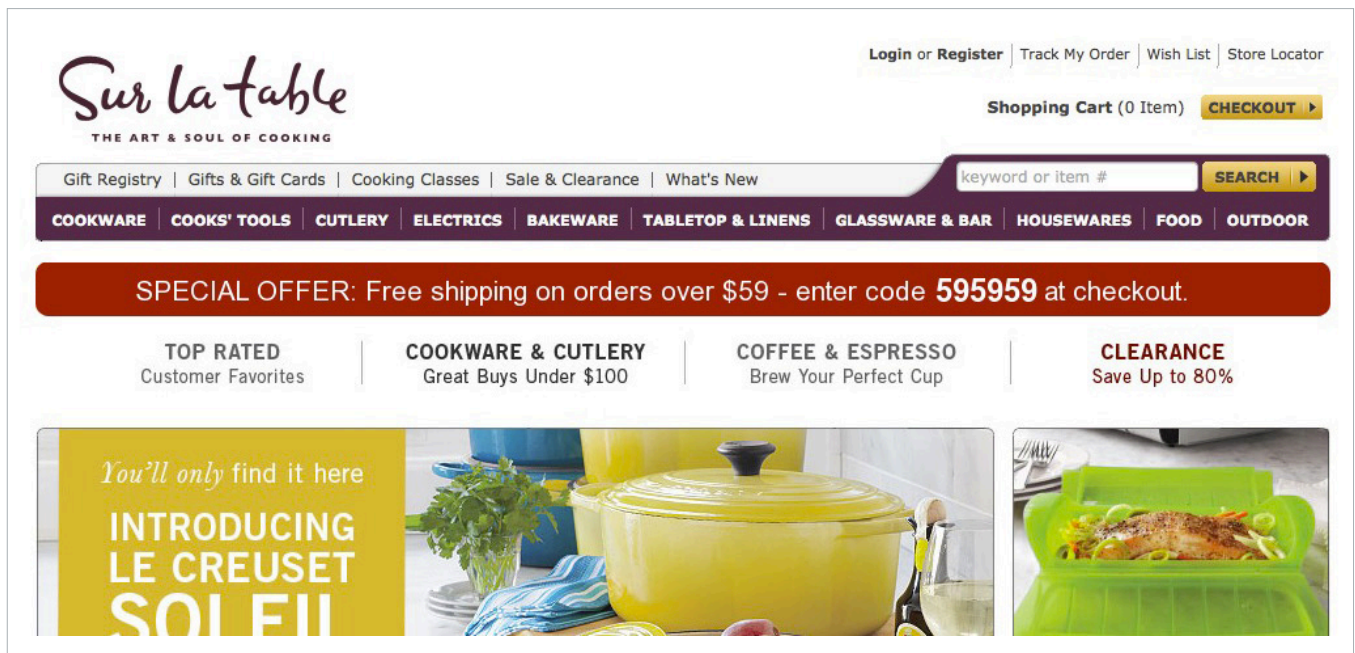 Sur la table
THE ART & SOUL OF COOKING
Login or Register | Track My Order | Wish List | Store Locator
Shopping Cart (0 Item) CHECKOUT
Gift Registry | Gifts & Gift Cards | Cooking Classes | Sale & Clearance | What's New
keyword or item # SEARCH
COOKWARE | COOKS' TOOLS | CUTLERY | ELECTRICS | BAKEWARE | TABLETOP & LINENS | GLASSWARE & BAR | HOUSEWARES | FOOD | OUTDOOR
SPECIAL OFFER: Free shipping on orders over $59 - enter code 595959 at checkout.
TOP RATED
Customer Favorites
COOKWARE & CUTLERY
Great Buys Under $100
COFFEE & ESPRESSO
Brew Your Perfect Cup
CLEARANCE
Save Up to 80%
You'll only find it here
INTRODUCING
LE CREUSET
SOLEIL